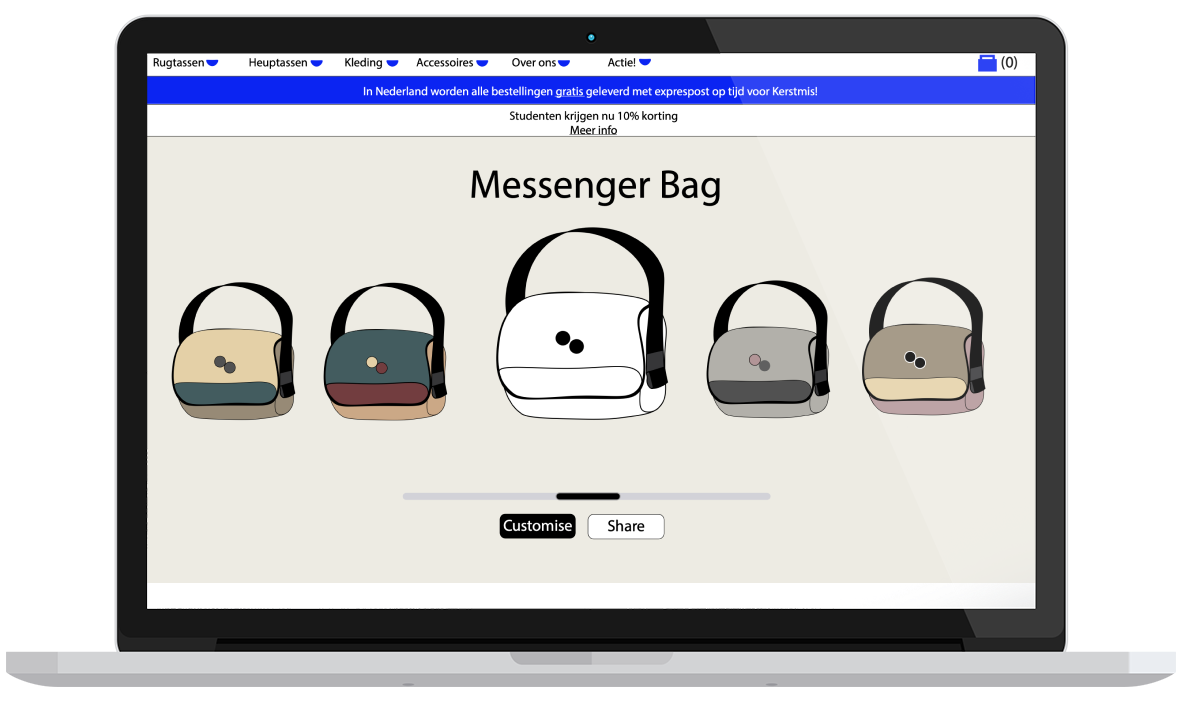 Rugtassen Heuptassen Kleding Accessoires Over ons Actie! (0)
In Nederland worden alle bestellingen gratis geleverd met exprespost op tijd voor Kerstmis!
Studenten krijgen nu 10% korting
Meer info
Messenger Bag
Customise Share